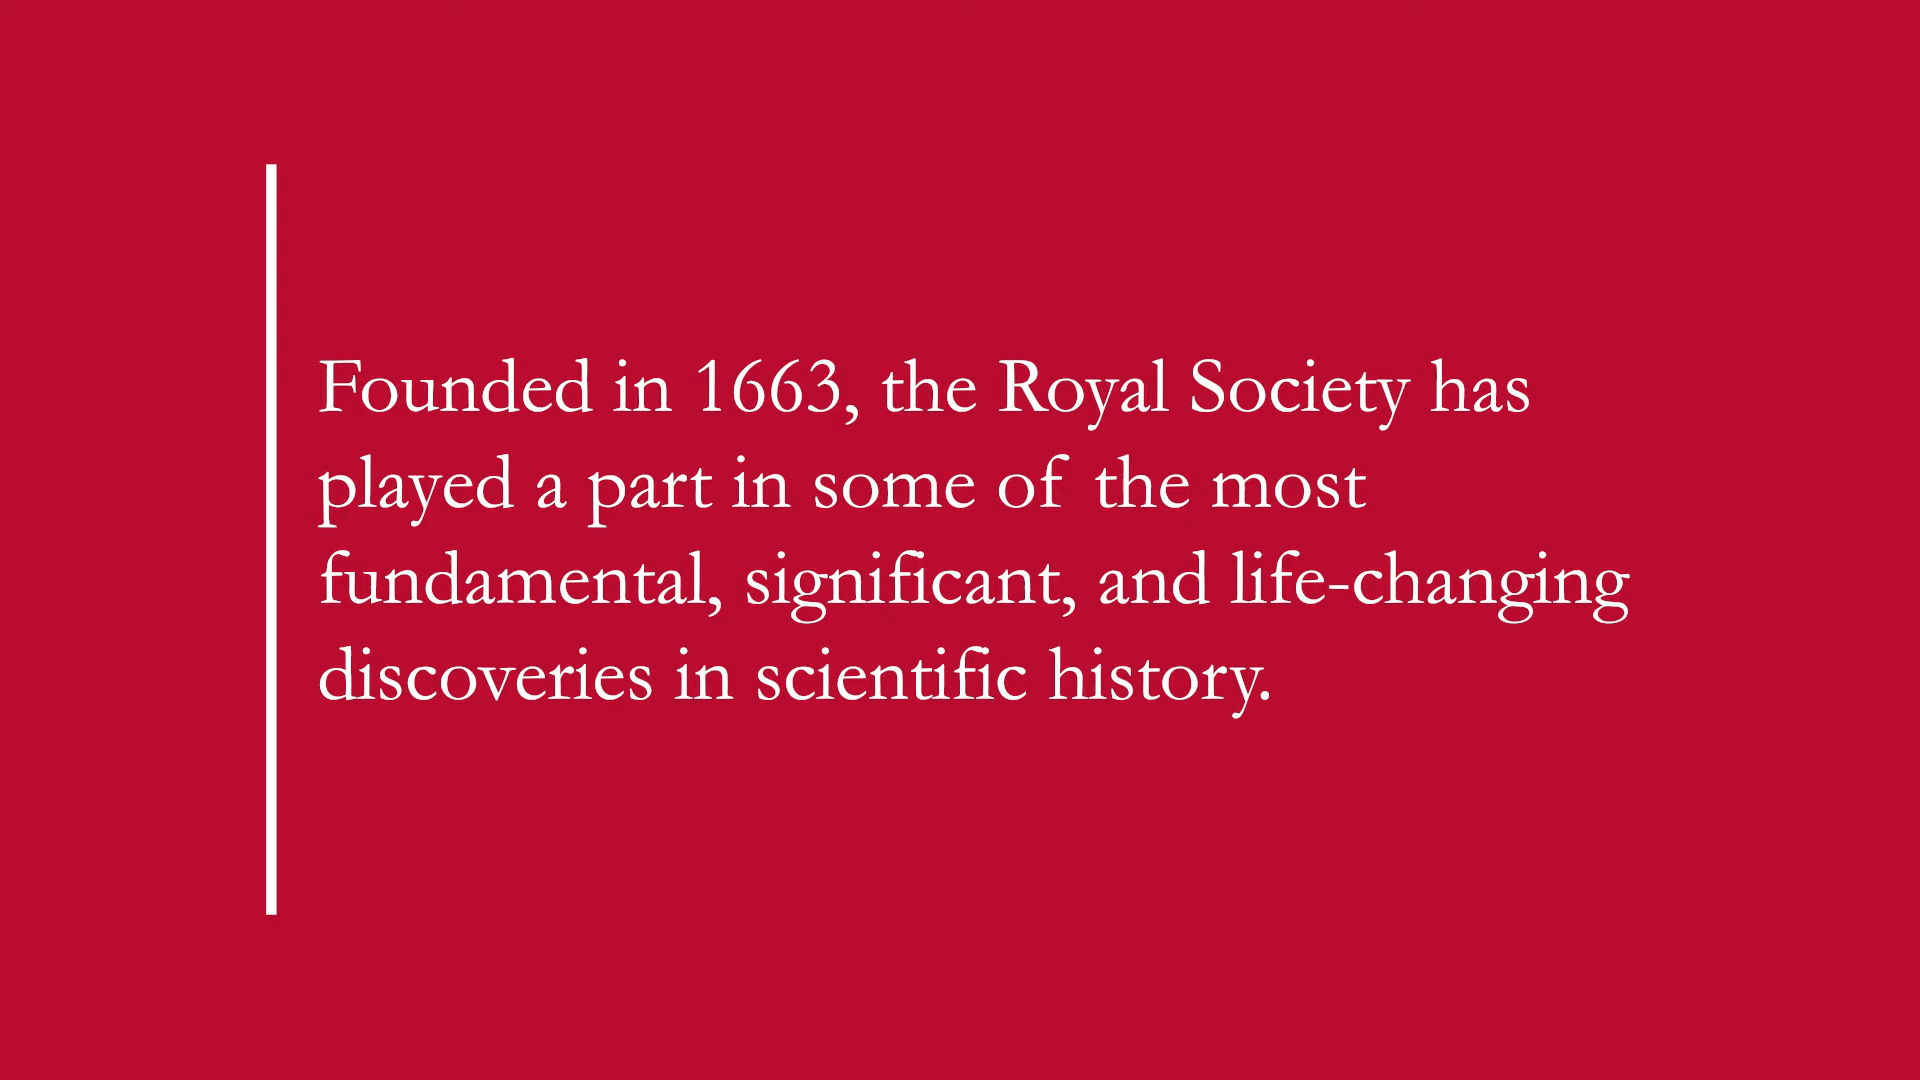 Founded in 1663, the Royal Society has
played a part in some of the most
fundamental, significant, and life-changing
discoveries in scientific history.